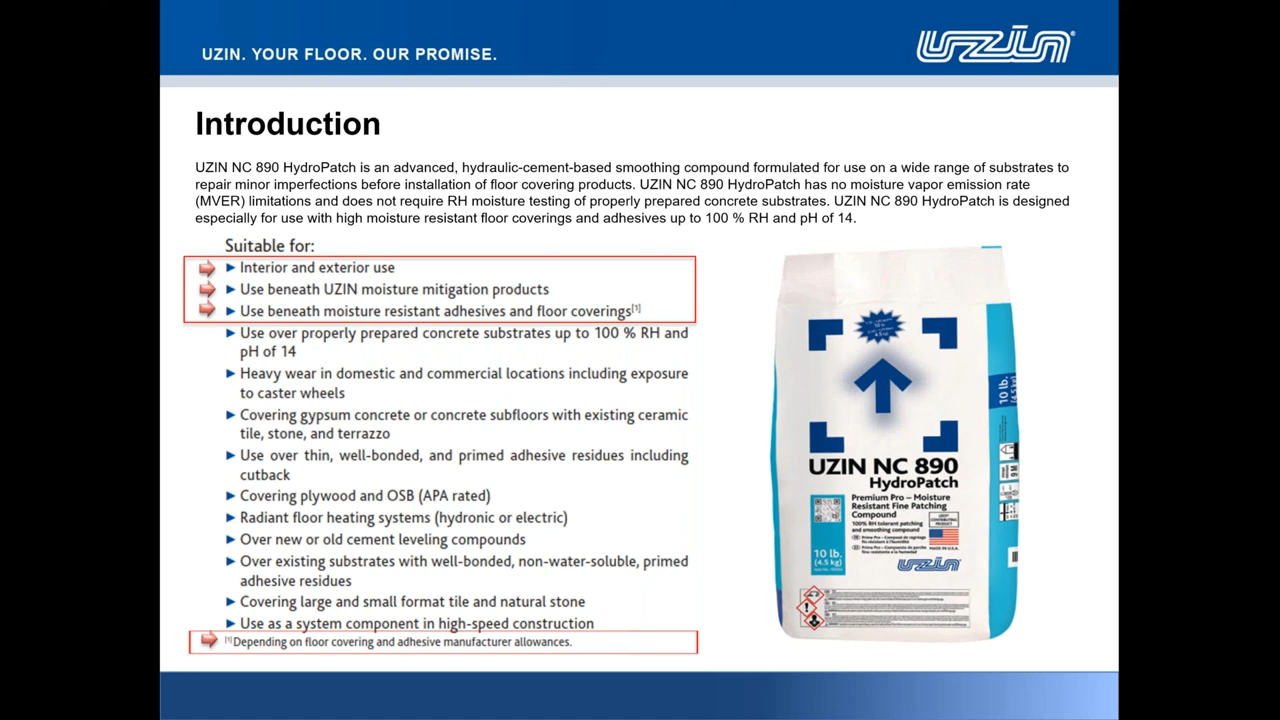 UZIN. YOUR FLOOR. OUR PROMISE.
uzin®
Introduction
UZIN NC 890 HydroPatch is an advanced, hydraulic-cement-based smoothing compound formulated for use on a wide range of substrates to
repair minor imperfections before installation of floor covering products. UZIN NC 890 HydroPatch has no moisture vapor emission rate
(MVER) limitations and does not require RH moisture testing of properly prepared concrete substrates. UZIN NC 890 HydroPatch is designed
especially for use with high moisture resistant floor coverings and adhesives up to 100 % RH and pH of 14.
Suitable for:
Interior and exterior use
Use beneath UZIN moisture mitigation products
Use beneath moisture resistant adhesives and floor coverings[1]
Use over properly prepared concrete substrates up to 100 % RH and
pH of 14
Heavy wear in domestic and commercial locations including exposure
to caster wheels
Covering gypsum concrete or concrete subfloors with existing ceramic
tile, stone, and terrazzo
Use over thin, well-bonded, and primed adhesive residues including
cutback
Covering plywood and OSB (APA rated)
Radiant floor heating systems (hydronic or electric)
Over new or old cement leveling compounds
Over existing substrates with well-bonded, non-water-soluble, primed
adhesive residues
Covering large and small format tile and natural stone
Use as a system component in high-speed construction
[1] Depending on floor covering and adhesive manufacturer allowances.
10 lb.
(4.5 kg)
UZIN NC 890
HydroPatch
Premium Pro – Moisture
Resistant Fine Patching
Compound
100% RH tolerant patching
and smoothing compound
MADE IN U.S.A.
10 lb.
(4.5 kg)
uzin